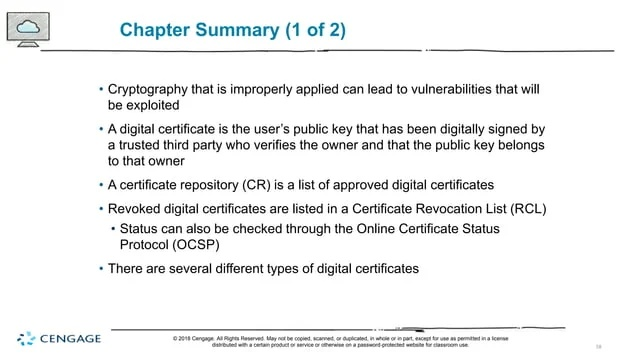 Chapter Summary (1 of 2)
• Cryptography that is improperly applied can lead to vulnerabilities that will
be exploited
• A digital certificate is the user's public key that has been digitally signed by
a trusted third party who verifies the owner and that the public key belongs
to that owner
• A certificate repository (CR) is a list of approved digital certificates
• Revoked digital certificates are listed in a Certificate Revocation List (RCL)
• Status can also be checked through the Online Certificate Status
Protocol (OCSP)
• There are several different types of digital certificates
CENGAGE
© 2018 Cengage. All Rights Reserved. May not be copied, scanned, or duplicated, in whole or in part, except for use as permitted in a license
distributed with a certain product or service or otherwise on a password-protected website for classroom use.